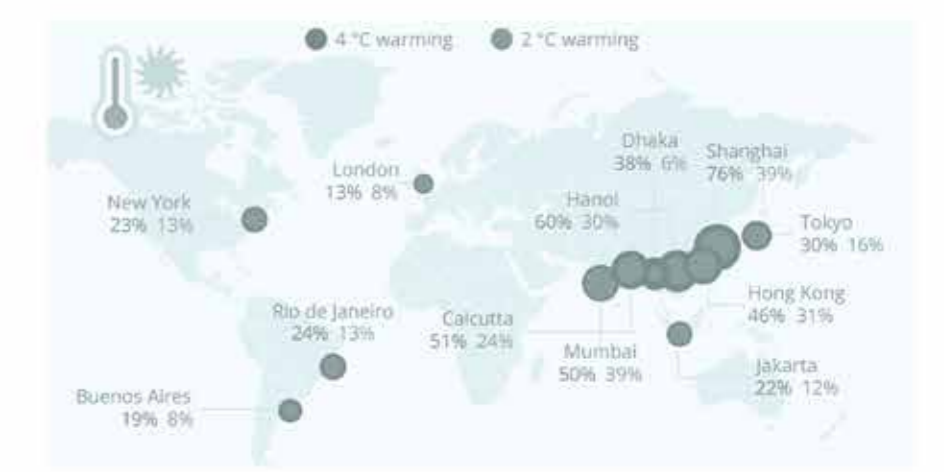 4 °C warming 2 °C warming
Dhaka
38% 6%
Shanghai
76% 39%
London
13% 8%
New York
23% 13%
Hanoi
60% 30%
Tokyo
30% 16%
Hong Kong
46% 31%
Rio de Janeiro
24% 13%
Calcutta
51% 24%
Mumbai
50% 39%
Jakarta
22% 12%
Buenos Aires
19% 8%